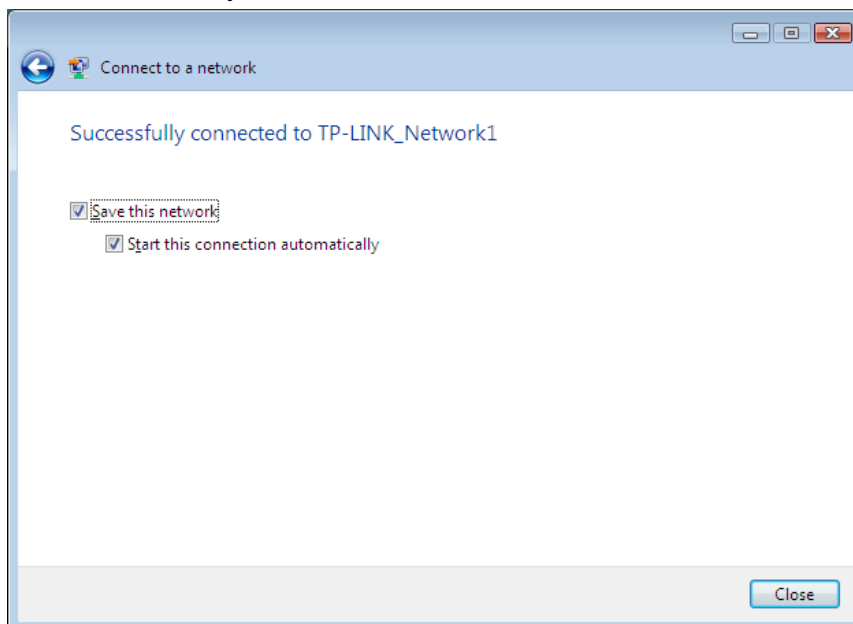 Connect to a network
Successfully connected to TP-LINK_Network1
Save this network
Start this connection automatically
Close